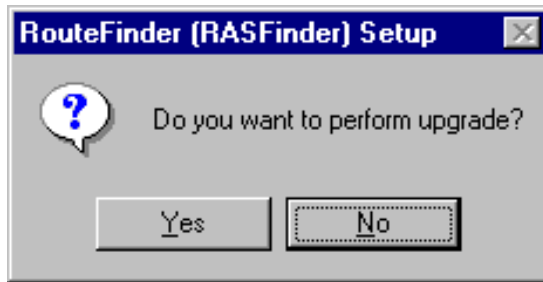 RouteFinder (RASFinder) Setup
Do you want to perform upgrade?
Yes No